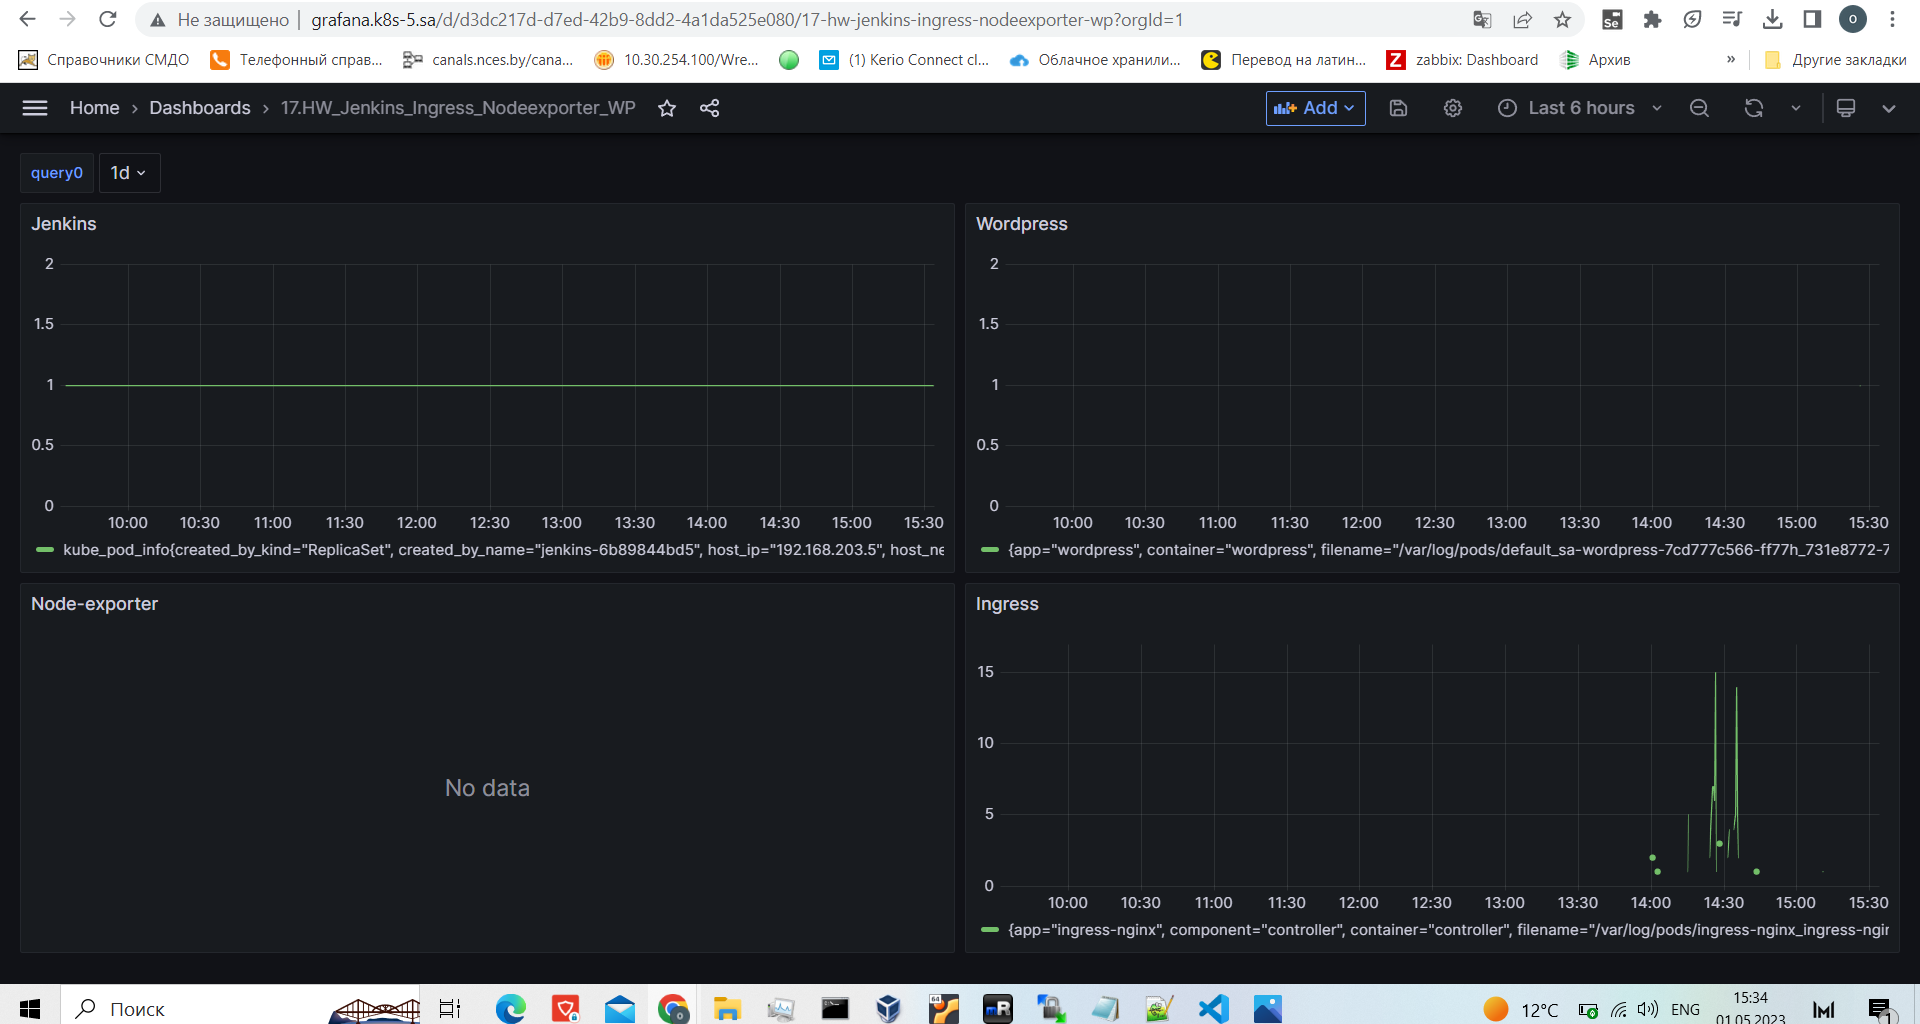 Не защищено | grafana.k8s-5.sa/d/d3dc217d-d7ed-42b9-8dd2-4a1da525e080/17-hw-jenkins-ingress-nodeexporter-wp?orgId=1
Se
o
Справочники СМДО Телефонный справ... canals.nces.by/cana... 10.30.254.100/Wre... (1) Kerio Connect cl... Облачное хранили... Перевод на латин... Z zabbix: Dashboard Архив » Другие закладки
Home › Dashboards › 17.HW_Jenkins_Ingress_Nodeexporter_WP Add Last 6 hours
query0 1d
Jenkins
2
1.5
1
0.5
0
10:00 10:30 11:00 11:30 12:00 12:30 13:00 13:30 14:00 14:30 15:00 15:30
kube_pod_info{created_by_kind="ReplicaSet", created_by_name="jenkins-6b89844bd5", host_ip="192.168.203.5", host_ne
Wordpress
2
1.5
1
0.5
0
10:00 10:30 11:00 11:30 12:00 12:30 13:00 13:30 14:00 14:30 15:00 15:30
{app="wordpress", container="wordpress", filename="/var/log/pods/default_sa-wordpress-7cd777c566-ff77h_731e8772-7
Node-exporter
No data
Ingress
15
10
5
0
10:00 10:30 11:00 11:30 12:00 12:30 13:00 13:30 14:00 14:30 15:00 15:30
{app="ingress-nginx", component="controller", container="controller", filename="/var/log/pods/ingress-nginx_ingress-ngi
Поиск
64
R
12°C
ENG
15:34
01.05.2023
1